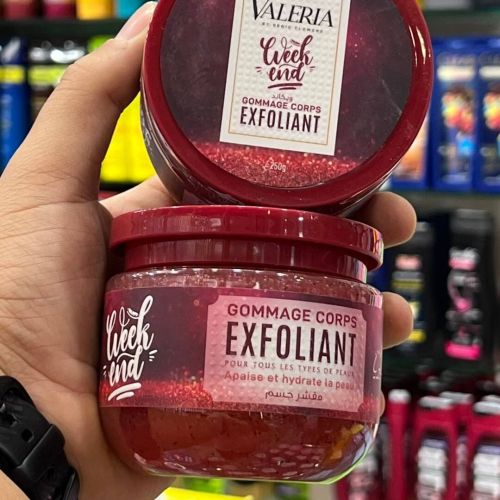 VALERIA
Week
end
ويكاند
GOMMAGE CORPS
EXFOLIANT
250g
Week
end
GOMMAGE CORPS
EXFOLIANT
POUR TOUS LES TYPES DE PEAUX
Apaise et hydrate la peau
مقشر جسم